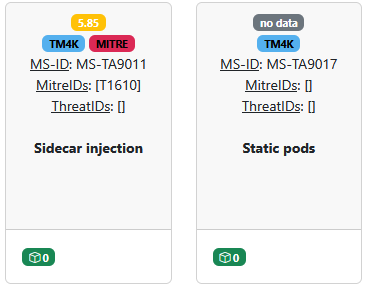 5.85
TM4K MITRE
MS-ID: MS-TA9011
MitreIDs: [T1610]
ThreatIDs: []
Sidecar injection
0
no data
TM4K
MS-ID: MS-TA9017
MitreIDs: []
ThreatIDs: []
Static pods
0